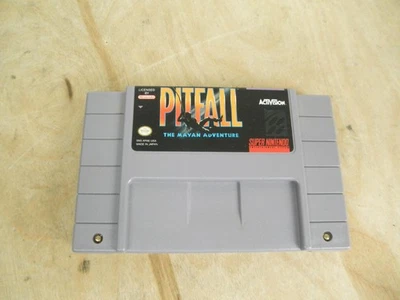 LICENSED BY
Nintendo
PITFALL
THE MAYAN ADVENTURE
ACTIVISION
SUPER NINTENDO
MADE IN JAPAN